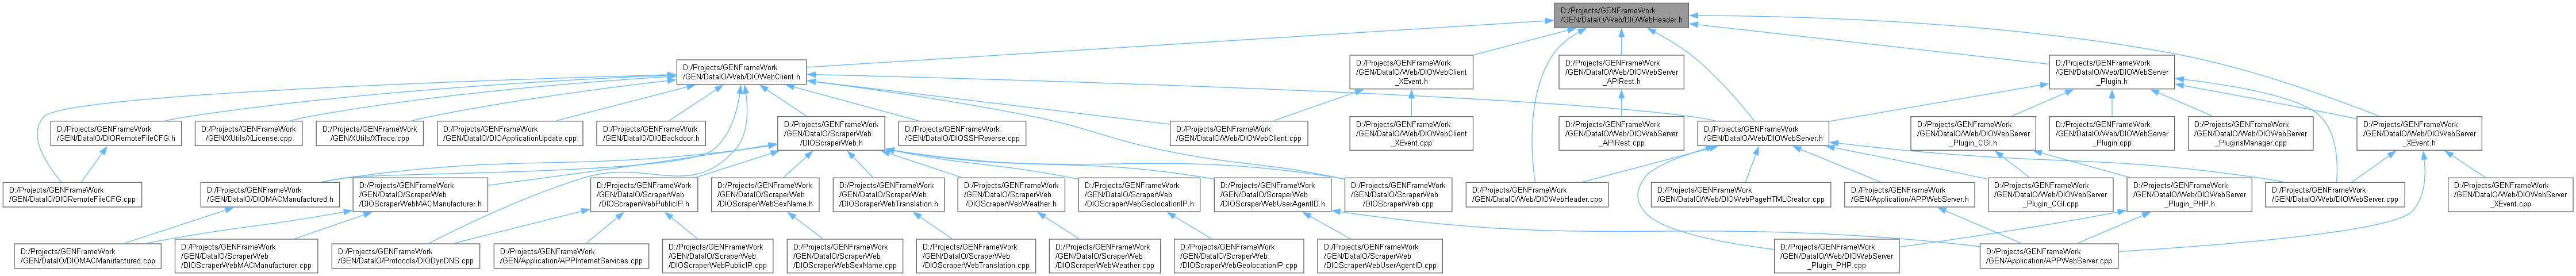 D:/Projects/GENFrameWork
/GEN/DataIO/Web/DIOWebHeader.h
D:/Projects/GENFrameWork
/GEN/DataIO/Web/DIOWebClient.h
D:/Projects/GENFrameWork
/GEN/DataIO/Web/DIOWebClient
_XEvent.h
D:/Projects/GENFrameWork
/GEN/DataIO/Web/DIOWebServer
_APIRest.h
D:/Projects/GENFrameWork
/GEN/DataIO/Web/DIOWebServer
_Plugin.h
D:/Projects/GENFrameWork
/GEN/DataIO/DIORemoteFileCFG.h
D:/Projects/GENFrameWork
/GEN/XUtils/XLicense.cpp
D:/Projects/GENFrameWork
/GEN/XUtils/XTrace.cpp
D:/Projects/GENFrameWork
/GEN/DataIO/DIOApplicationUpdate.cpp
D:/Projects/GENFrameWork
/GEN/DataIO/DIOBackdoor.h
D:/Projects/GENFrameWork
/GEN/DataIO/ScraperWeb
/DIOScraperWeb.h
D:/Projects/GENFrameWork
/GEN/DataIO/DIOSSHReverse.cpp
D:/Projects/GENFrameWork
/GEN/DataIO/Web/DIOWebClient.cpp
D:/Projects/GENFrameWork
/GEN/DataIO/Web/DIOWebClient
_XEvent.cpp
D:/Projects/GENFrameWork
/GEN/DataIO/Web/DIOWebServer
_APIRest.cpp
D:/Projects/GENFrameWork
/GEN/DataIO/Web/DIOWebServer.h
D:/Projects/GENFrameWork
/GEN/DataIO/Web/DIOWebServer
_Plugin_CGI.h
D:/Projects/GENFrameWork
/GEN/DataIO/Web/DIOWebServer
_Plugin.cpp
D:/Projects/GENFrameWork
/GEN/DataIO/Web/DIOWebServer
_PluginsManager.cpp
D:/Projects/GENFrameWork
/GEN/DataIO/Web/DIOWebServer
_XEvent.h
D:/Projects/GENFrameWork
/GEN/DataIO/DIORemoteFileCFG.cpp
D:/Projects/GENFrameWork
/GEN/DataIO/DIOMACManufactured.h
D:/Projects/GENFrameWork
/GEN/DataIO/ScraperWeb
/DIOScraperWebMACManufacturer.h
D:/Projects/GENFrameWork
/GEN/DataIO/ScraperWeb
/DIOScraperWebPublicIP.h
D:/Projects/GENFrameWork
/GEN/DataIO/ScraperWeb
/DIOScraperWebSexName.h
D:/Projects/GENFrameWork
/GEN/DataIO/ScraperWeb
/DIOScraperWebTranslation.h
D:/Projects/GENFrameWork
/GEN/DataIO/ScraperWeb
/DIOScraperWebWeather.h
D:/Projects/GENFrameWork
/GEN/DataIO/ScraperWeb
/DIOScraperWebGeolocationIP.h
D:/Projects/GENFrameWork
/GEN/DataIO/ScraperWeb
/DIOScraperWebUserAgentID.h
D:/Projects/GENFrameWork
/GEN/DataIO/ScraperWeb
/DIOScraperWeb.cpp
D:/Projects/GENFrameWork
/GEN/DataIO/Web/DIOWebHeader.cpp
D:/Projects/GENFrameWork
/GEN/DataIO/Web/DIOWebPageHTMLCreator.cpp
D:/Projects/GENFrameWork
/GEN/Application/APPWebServer.h
D:/Projects/GENFrameWork
/GEN/DataIO/Web/DIOWebServer
_Plugin_CGI.cpp
D:/Projects/GENFrameWork
/GEN/DataIO/Web/DIOWebServer
_Plugin_PHP.h
D:/Projects/GENFrameWork
/GEN/DataIO/Web/DIOWebServer.cpp
D:/Projects/GENFrameWork
/GEN/DataIO/Web/DIOWebServer
_XEvent.cpp
D:/Projects/GENFrameWork
/GEN/DataIO/DIOMACManufactured.cpp
D:/Projects/GENFrameWork
/GEN/DataIO/ScraperWeb
/DIOScraperWebMACManufacturer.cpp
D:/Projects/GENFrameWork
/GEN/DataIO/Protocols/DIODynDNS.cpp
D:/Projects/GENFrameWork
/GEN/Application/APPInternetServices.cpp
D:/Projects/GENFrameWork
/GEN/DataIO/ScraperWeb
/DIOScraperWebPublicIP.cpp
D:/Projects/GENFrameWork
/GEN/DataIO/ScraperWeb
/DIOScraperWebSexName.cpp
D:/Projects/GENFrameWork
/GEN/DataIO/ScraperWeb
/DIOScraperWebTranslation.cpp
D:/Projects/GENFrameWork
/GEN/DataIO/ScraperWeb
/DIOScraperWebWeather.cpp
D:/Projects/GENFrameWork
/GEN/DataIO/ScraperWeb
/DIOScraperWebGeolocationIP.cpp
D:/Projects/GENFrameWork
/GEN/DataIO/ScraperWeb
/DIOScraperWebUserAgentID.cpp
D:/Projects/GENFrameWork
/GEN/DataIO/Web/DIOWebServer
_Plugin_PHP.cpp
D:/Projects/GENFrameWork
/GEN/Application/APPWebServer.cpp